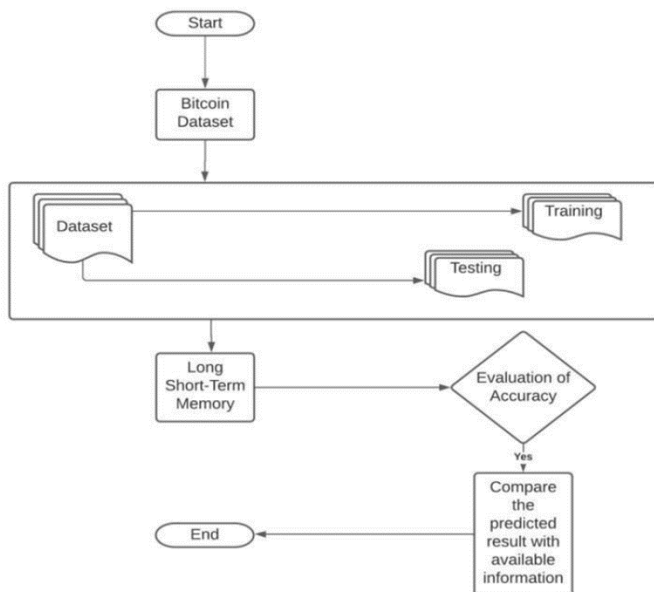 Start
Bitcoin
Dataset
Dataset
Training
Testing
Long
Short-Term
Memory
Evaluation of
Accuracy
Yes
Compare
the
predicted
result with
available
information
End